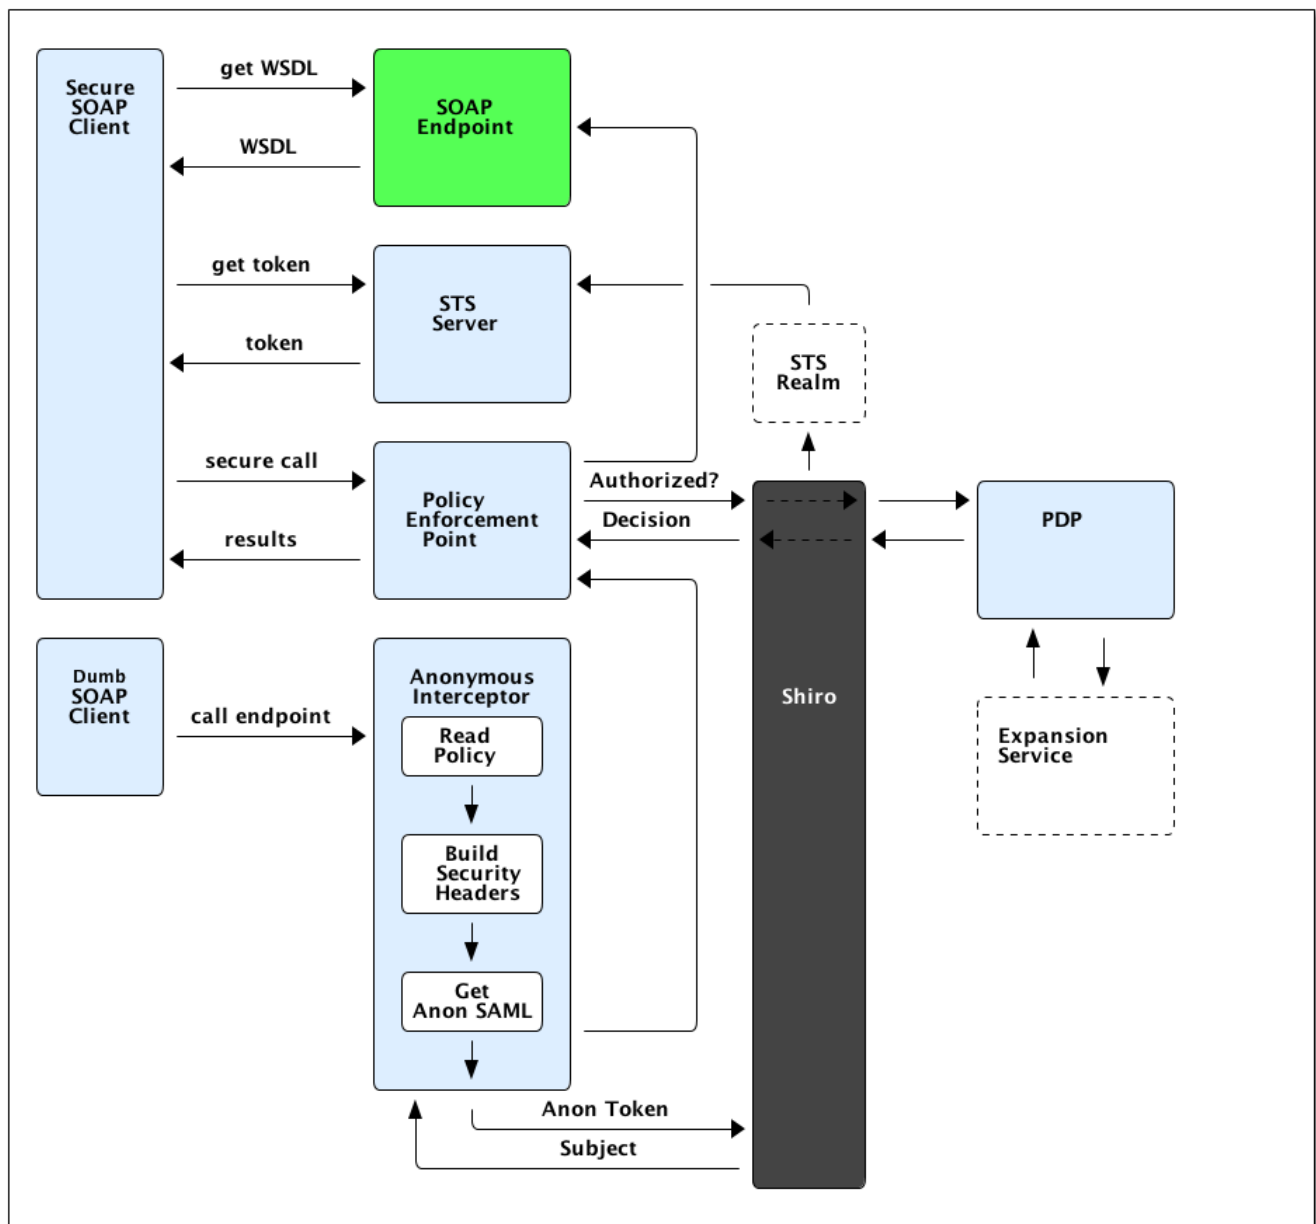 get WSDL
Secure
SOAP
Client
SOAP
Endpoint
WSDL
get token
STS
Server
token
STS
Realm
secure call
Authorized?
Policy
Enforcement
Point
Decision
PDP
results
Dumb
SOAP
Client
call endpoint
Anonymous
Interceptor
Read
Policy
Build
Security
Headers
Get
Anon SAML
Shiro
Expansion
Service
Anon Token
Subject